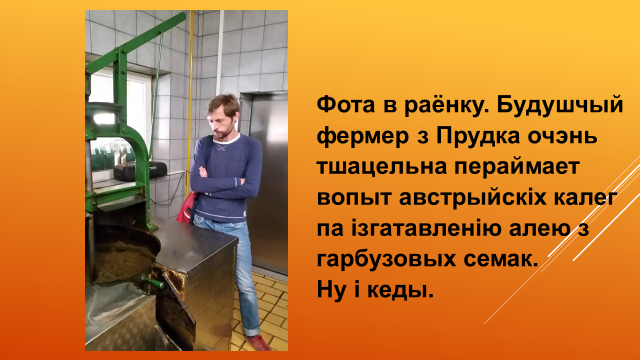 Фота в раёнку. Будушчый
фермер з Прудка очэнь
тшацельна пераймает
вопыт австрыйскіх калег
па ізгатавленію алею з
гарбузовых семак.
Ну і кеды.